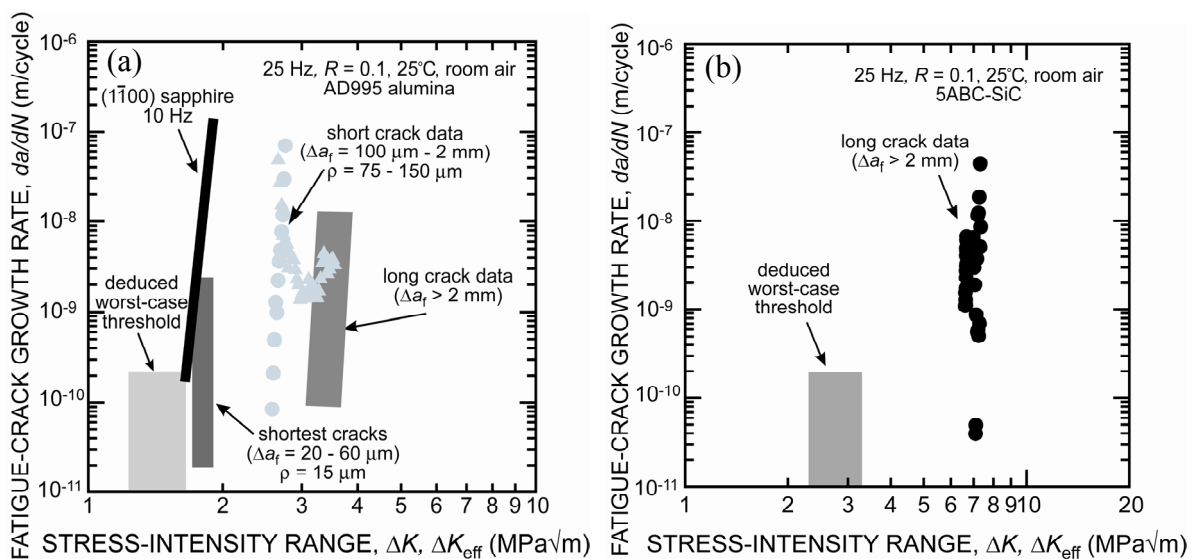 (a)
25 Hz, R = 0.1, 25°C, room air
AD995 alumina
(11̄00) sapphire
10 Hz
short crack data
(Δa_f = 100 μm - 2 mm)
ρ = 75 - 150 μm
deduced
worst-case
threshold
long crack data
(Δa_f > 2 mm)
shortest cracks
(Δa_f = 20 - 60 μm)
ρ = 15 μm
FATIGUE-CRACK GROWTH RATE, da/dN (m/cycle)
10⁻⁶
10⁻⁷
10⁻⁸
10⁻⁹
10⁻¹⁰
10⁻¹¹
1 2 3 4 5 6 7 8 9 10
STRESS-INTENSITY RANGE, ΔK, ΔK_eff (MPa√m)
(b)
25 Hz, R = 0.1, 25°C, room air
5ABC-SiC
long crack data
(Δa_f > 2 mm)
deduced
worst-case
threshold
FATIGUE-CRACK GROWTH RATE, da/dN (m/cycle)
10⁻⁶
10⁻⁷
10⁻⁸
10⁻⁹
10⁻¹⁰
10⁻¹¹
1 2 3 4 5 6 7 8 9 10 20
STRESS-INTENSITY RANGE, ΔK, ΔK_eff (MPa√m)